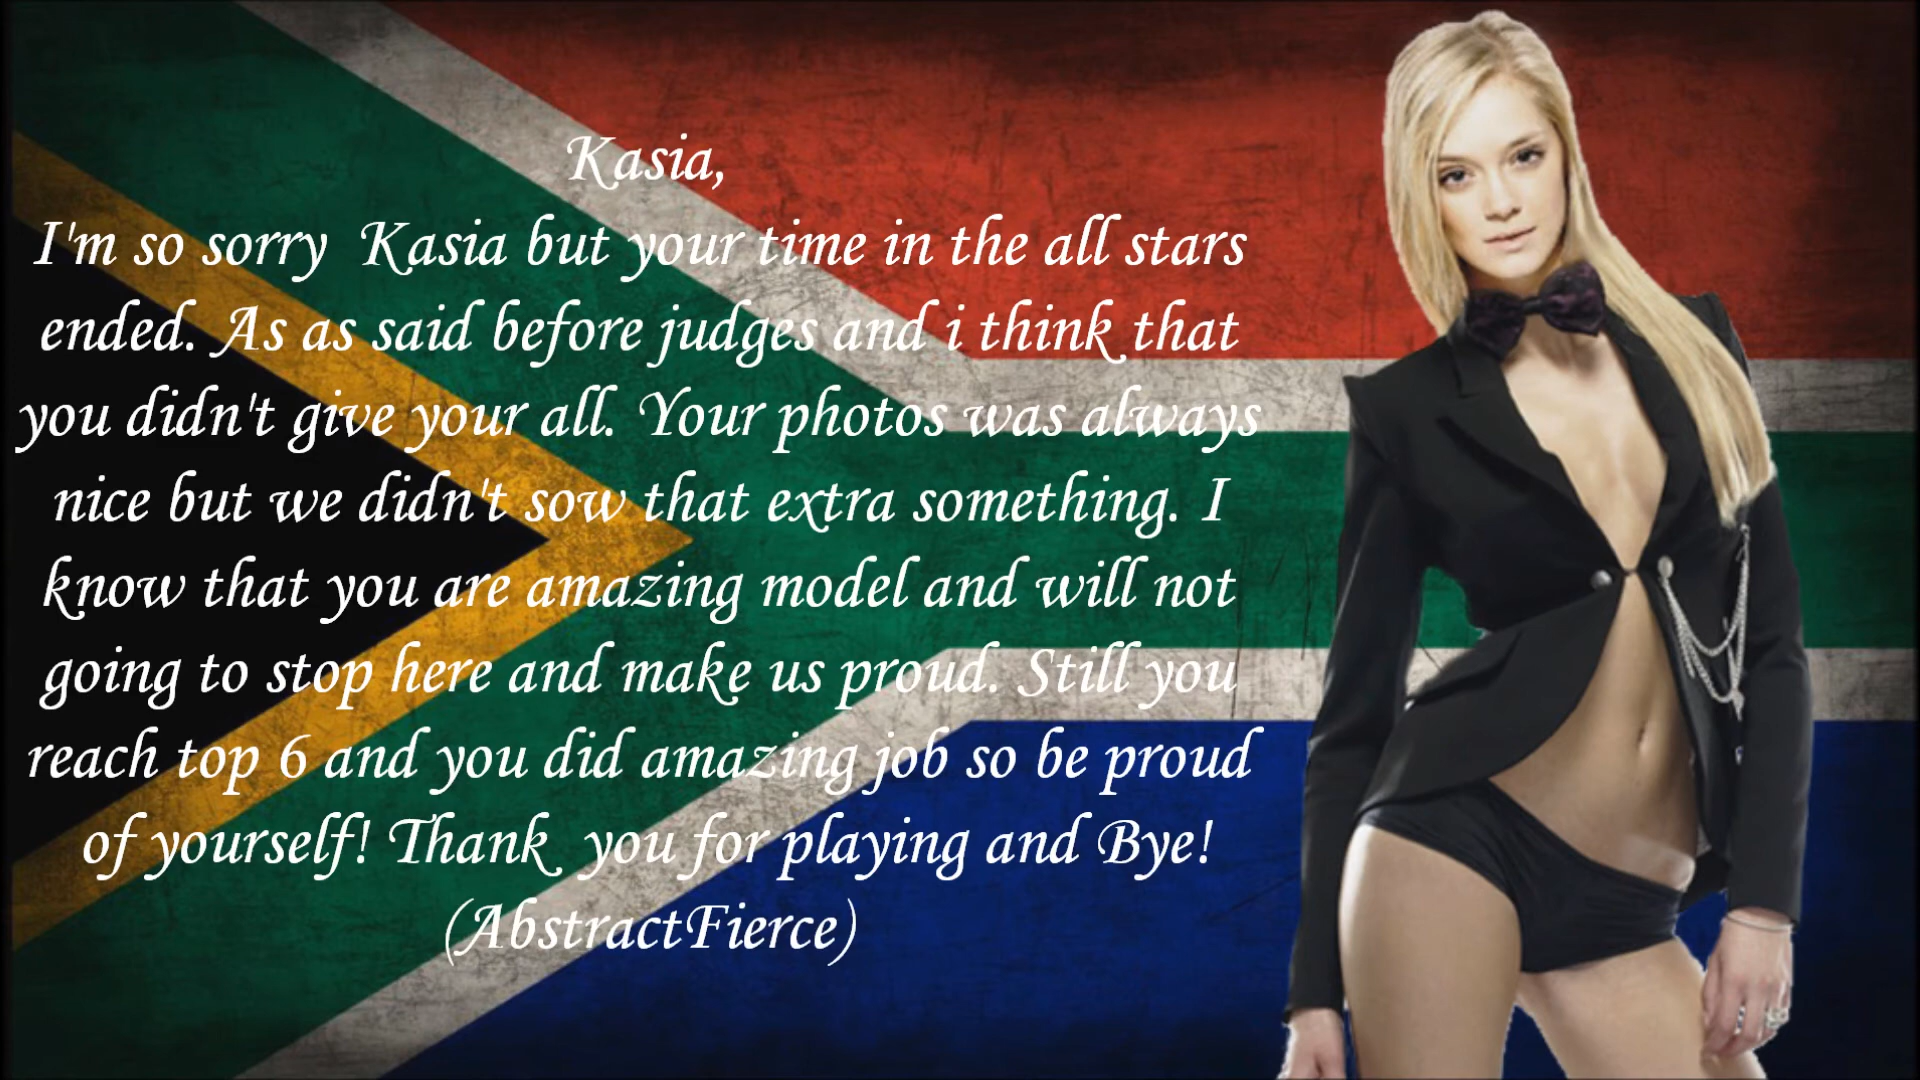 Kasia,
I'm so sorry Kasia but your time in the all stars
ended. As as said before judges and i think that
you didn't give your all. Your photos was always
nice but we didn't sow that extra something. I
know that you are amazing model and will not
going to stop here and make us proud. Still you
reach top 6 and you did amazing job so be proud
of yourself! Thank you for playing and Bye!
(AbstractFierce)